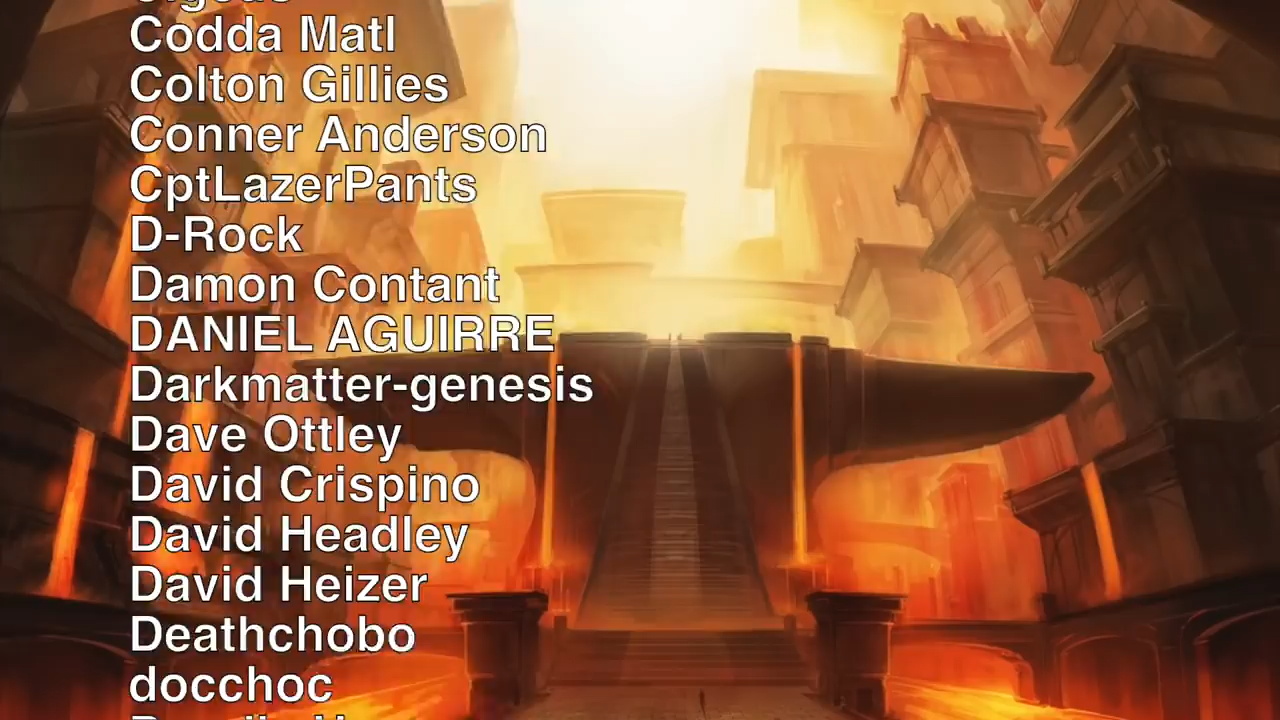 Codda Matl
Colton Gillies
Conner Anderson
CptLazerPants
D-Rock
Damon Contant
DANIEL AGUIRRE
Darkmatter-genesis
Dave Ottley
David Crispino
David Headley
David Heizer
Deathchobo
docchoc